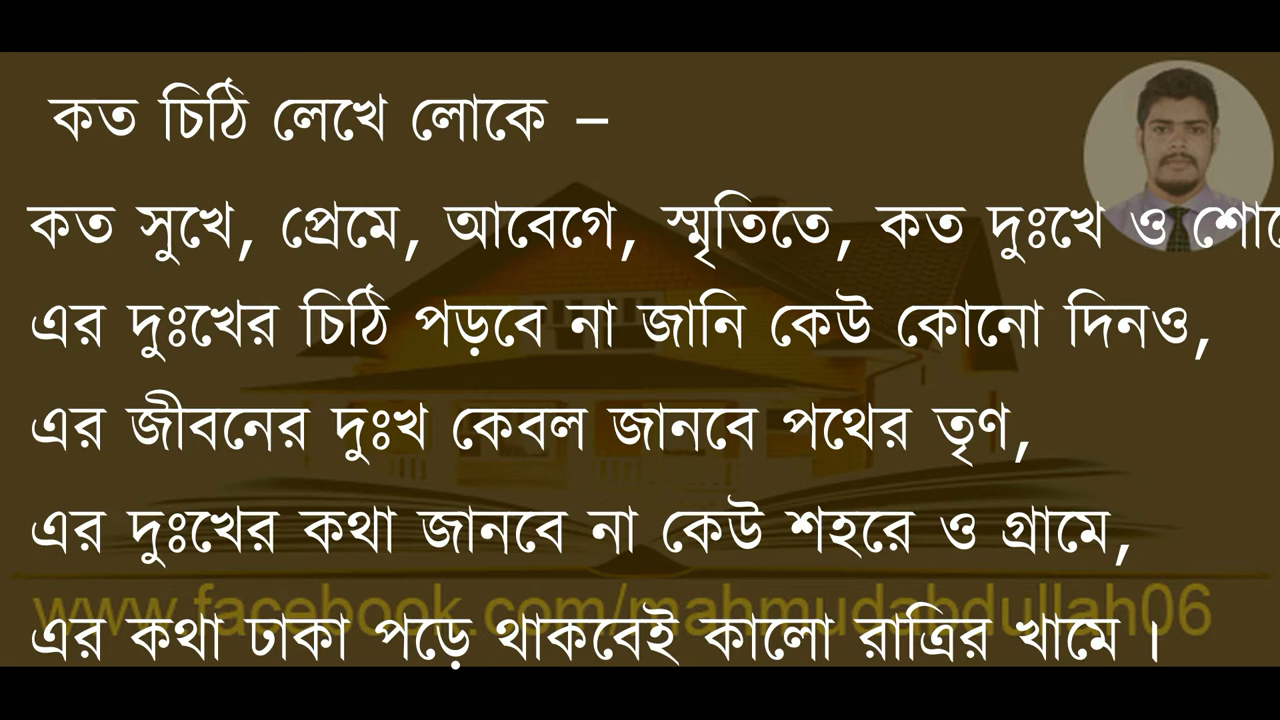 কত চিঠি লেখে লোকে –
কত সুখে, প্রেমে, আবেগে, স্মৃতিতে, কত দুঃখে ও
এর দুঃখের চিঠি পড়বে না জানি কেউ কোনো দিনও,
এর জীবনের দুঃখ কেবল জানবে পথের তৃণ,
এর দুঃখের কথা জানবে না কেউ শহরে ও গ্রামে,
www.facebook.com/mahmudabdullah06
এর কথা ঢাকা পড়ে থাকবেই কালো রাত্রির খামে।